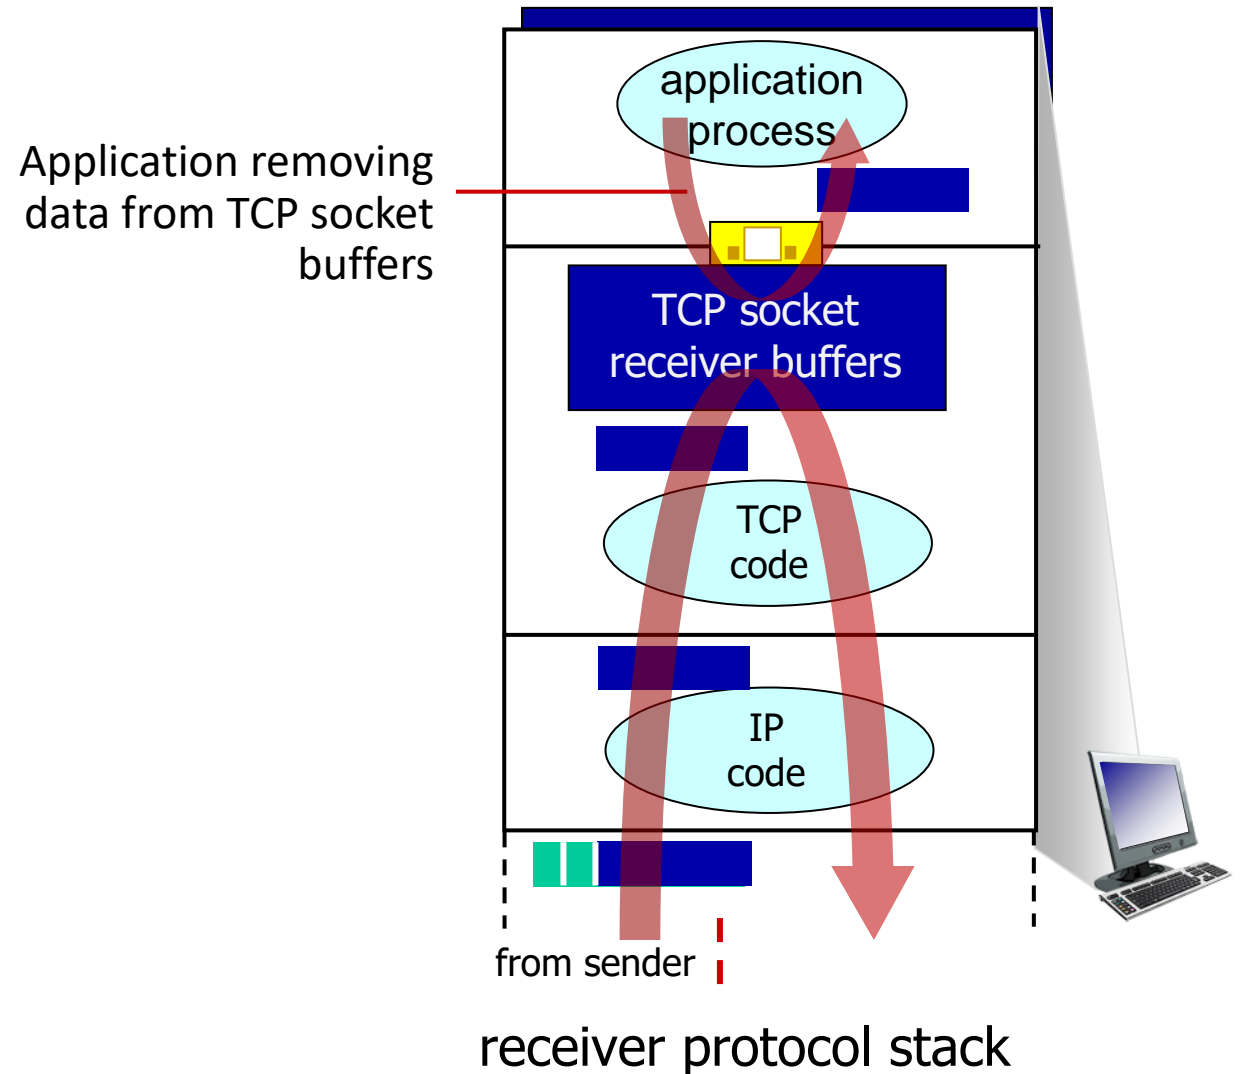 application
process
Application removing
data from TCP socket
buffers
TCP socket
receiver buffers
TCP
code
IP
code
from sender
receiver protocol stack